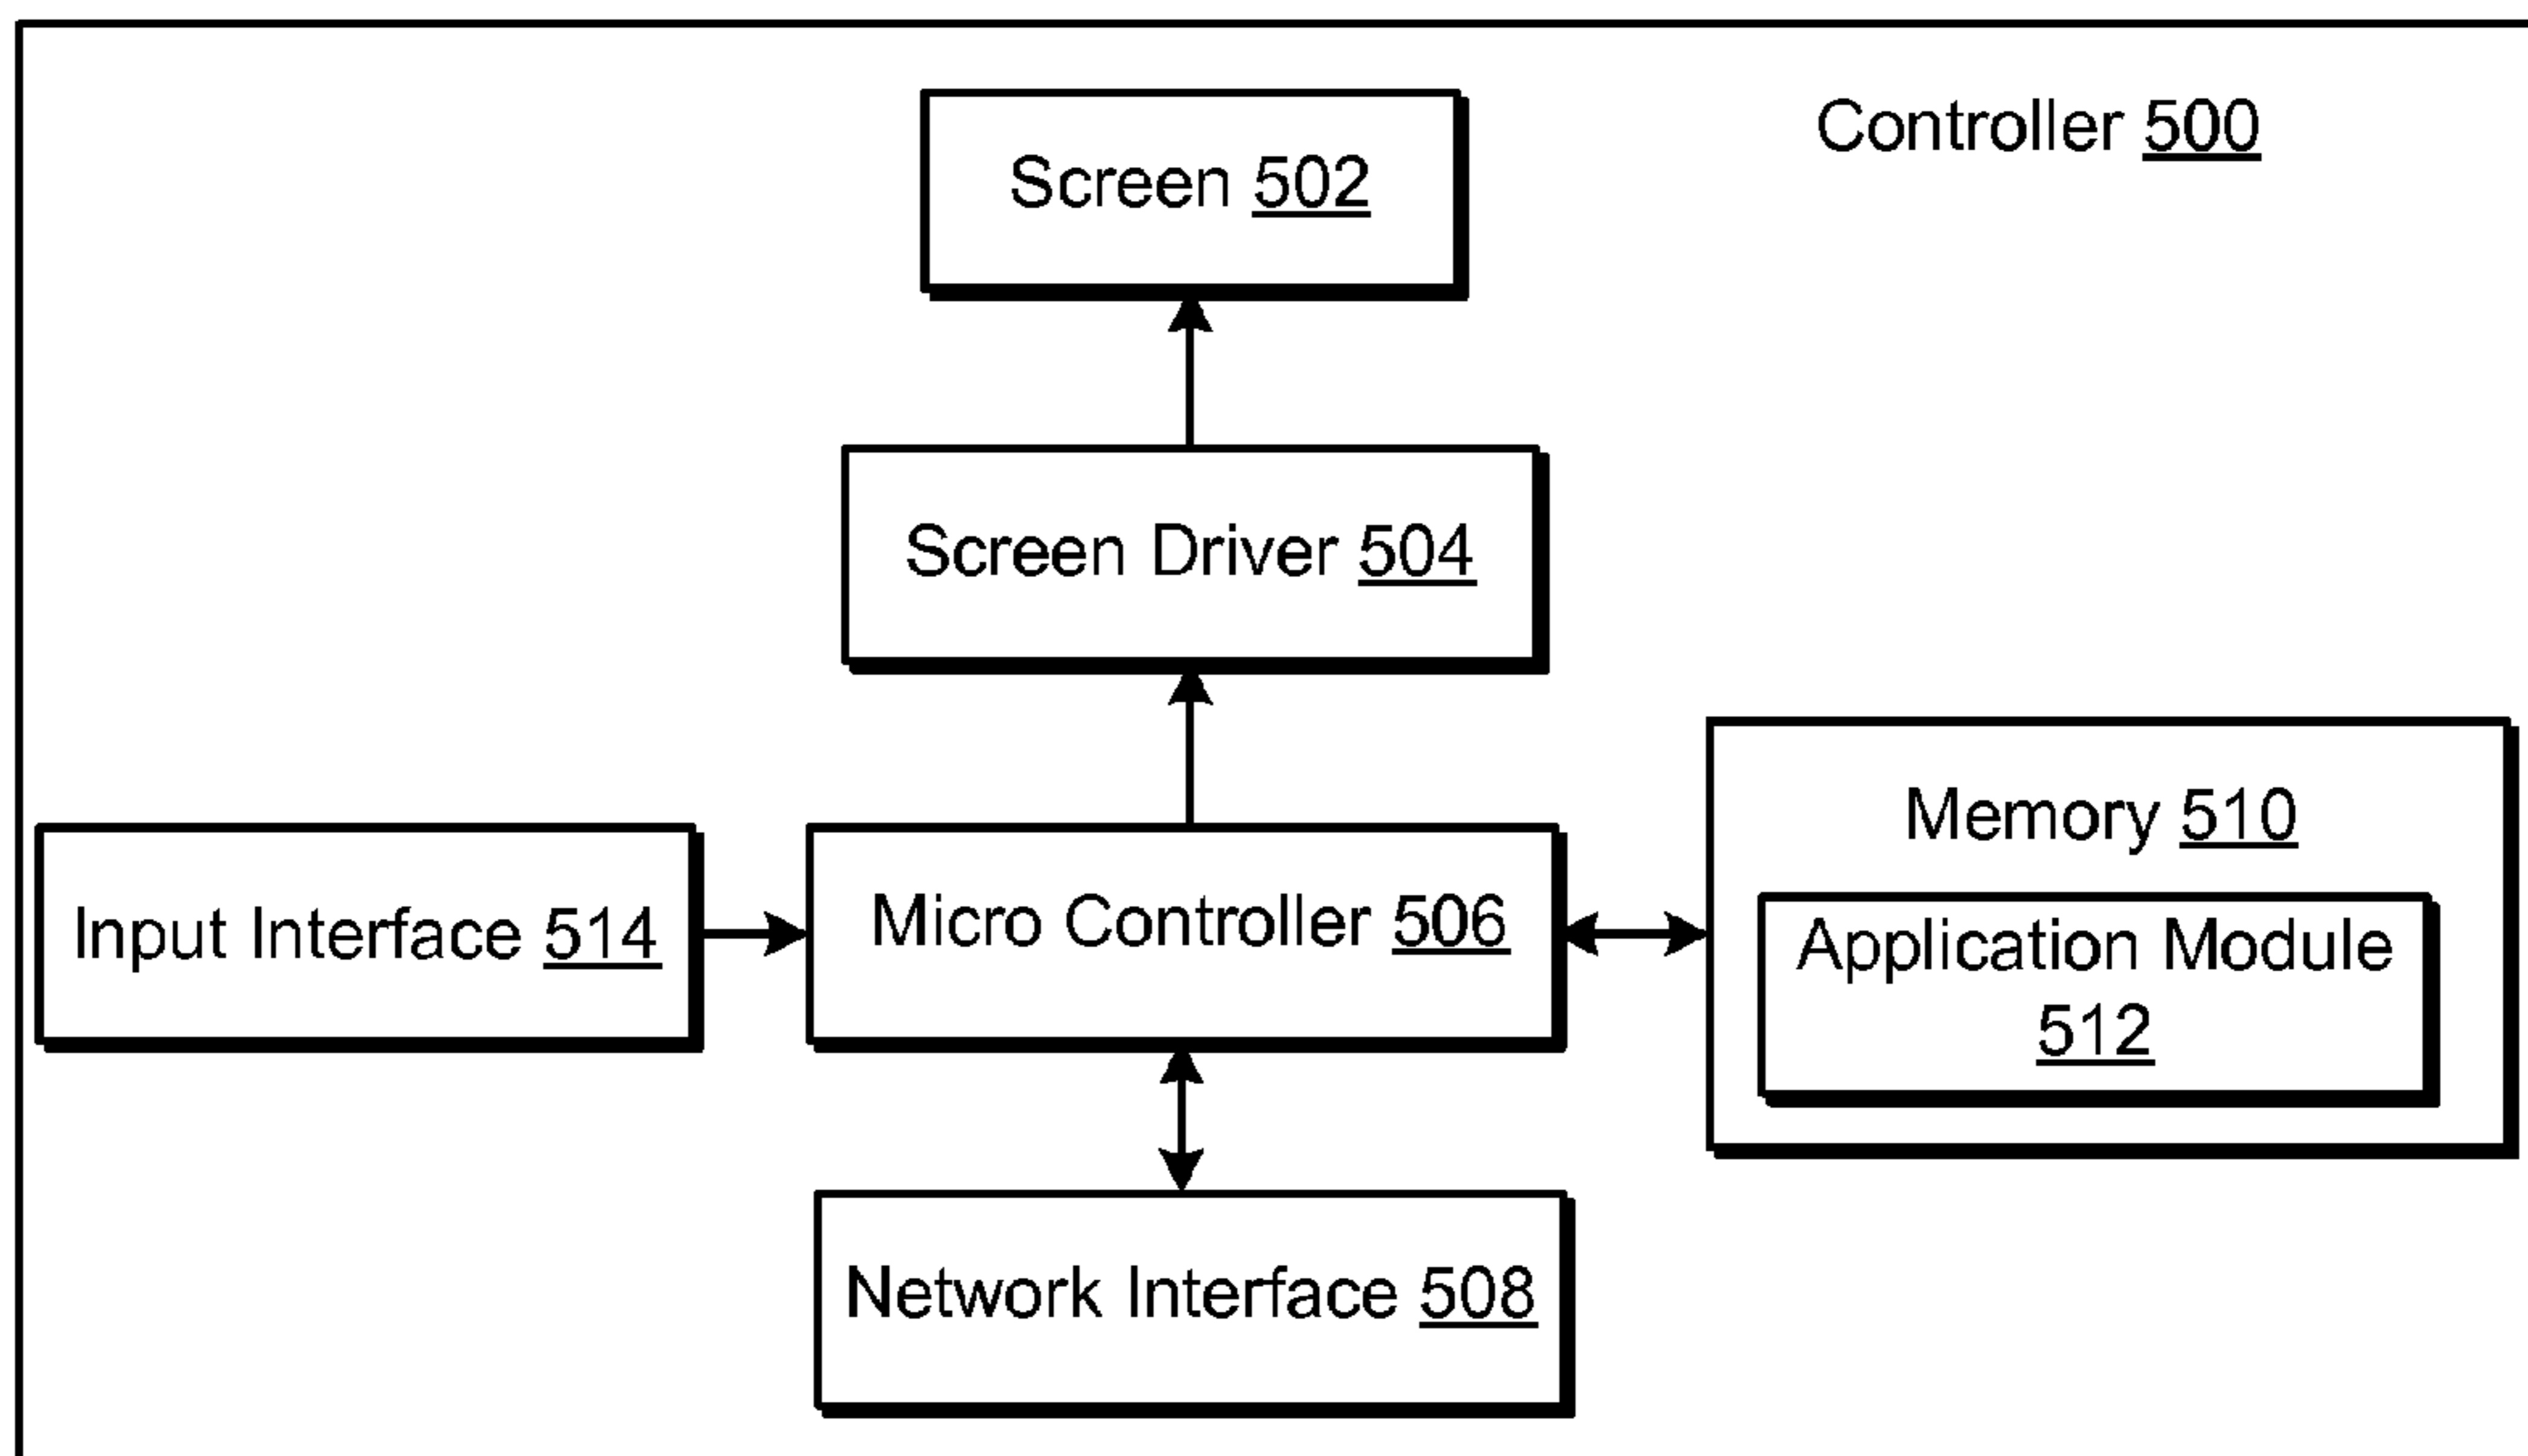 Controller 500
Screen 502
Screen Driver 504
Input Interface 514
Micro Controller 506
Memory 510
Application Module
512
Network Interface 508